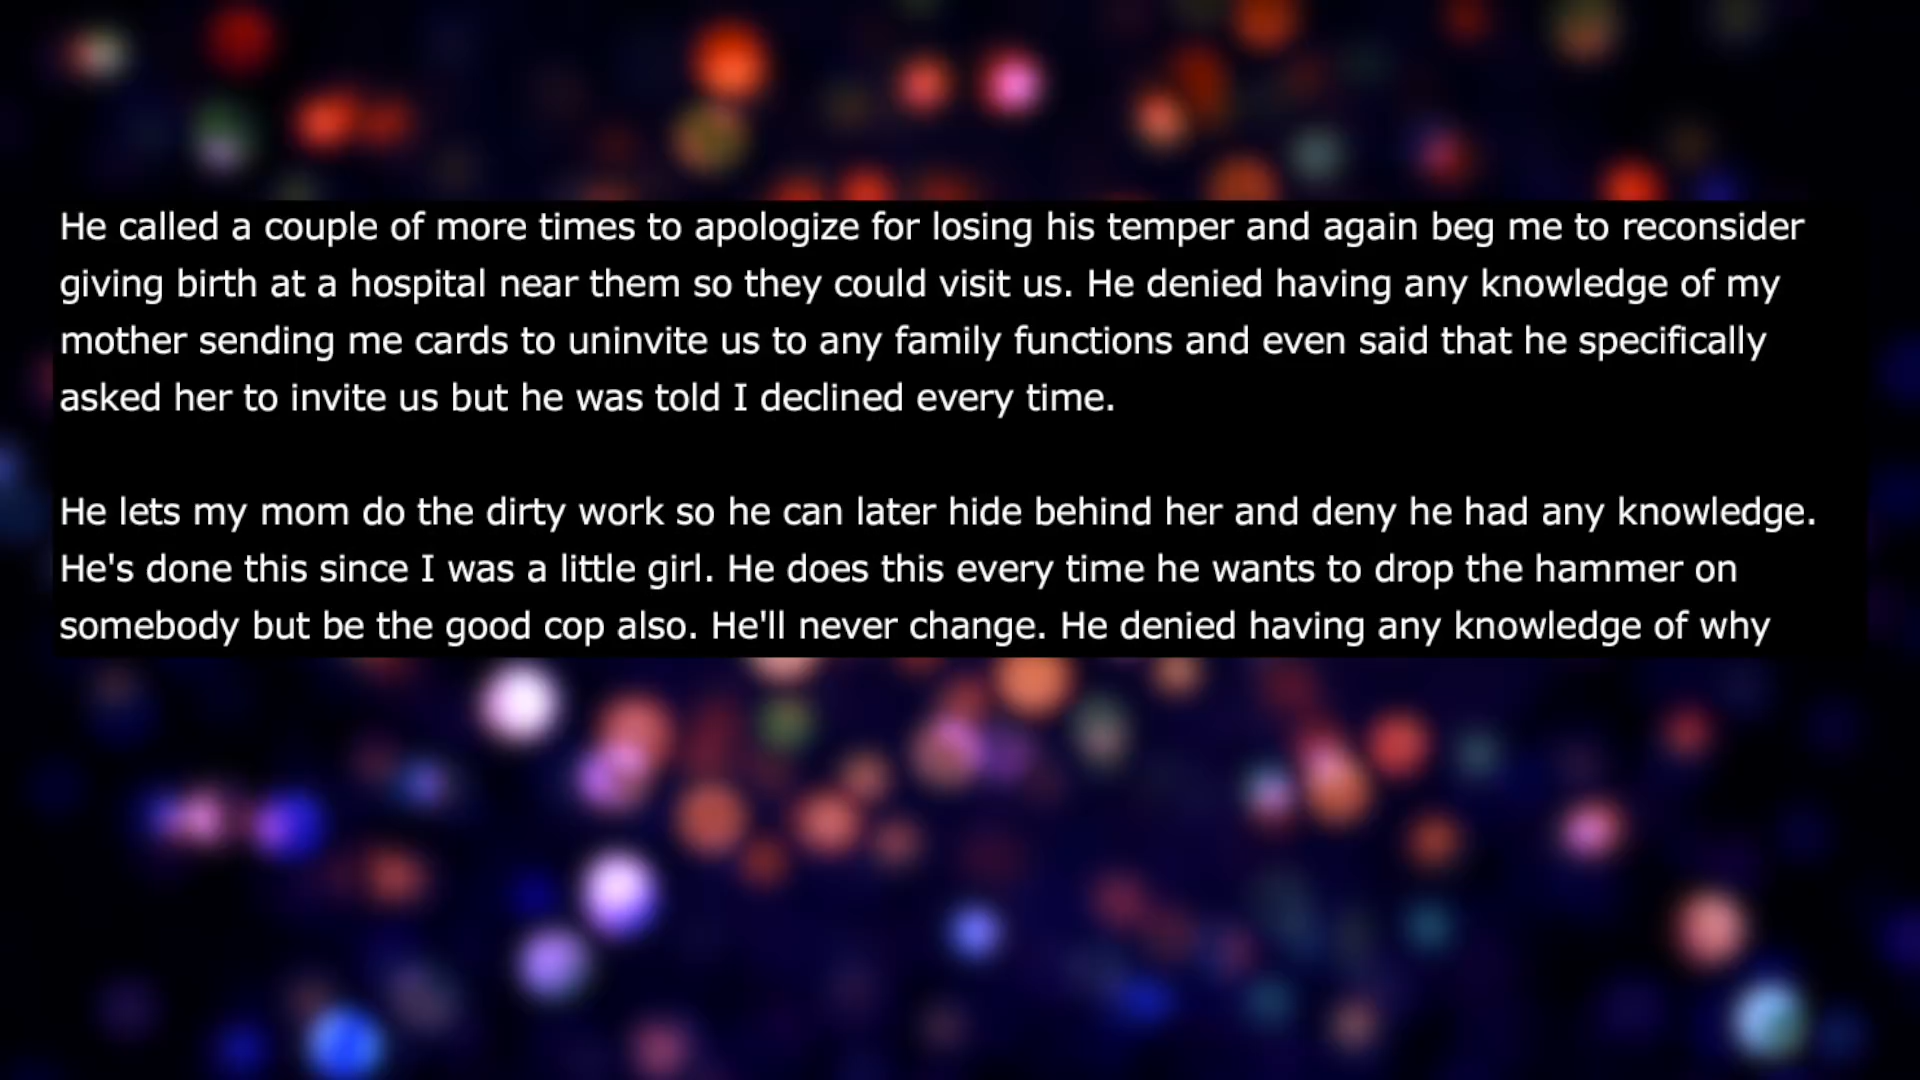 He called a couple of more times to apologize for losing his temper and again beg me to reconsider
giving birth at a hospital near them so they could visit us. He denied having any knowledge of my
mother sending me cards to uninvite us to any family functions and even said that he specifically
asked her to invite us but he was told I declined every time.
He lets my mom do the dirty work so he can later hide behind her and deny he had any knowledge.
He's done this since I was a little girl. He does this every time he wants to drop the hammer on
somebody but be the good cop also. He'll never change. He denied having any knowledge of why